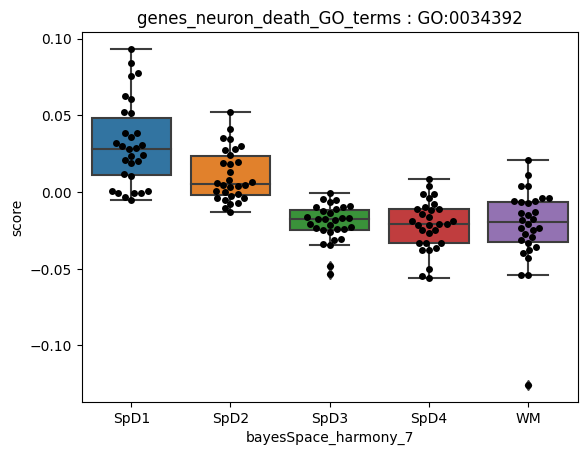 genes_neuron_death_GO_terms : GO:0034392
0.10
0.05
0.00
−0.05
−0.10
score
SpD1 SpD2 SpD3 SpD4 WM
bayesSpace_harmony_7